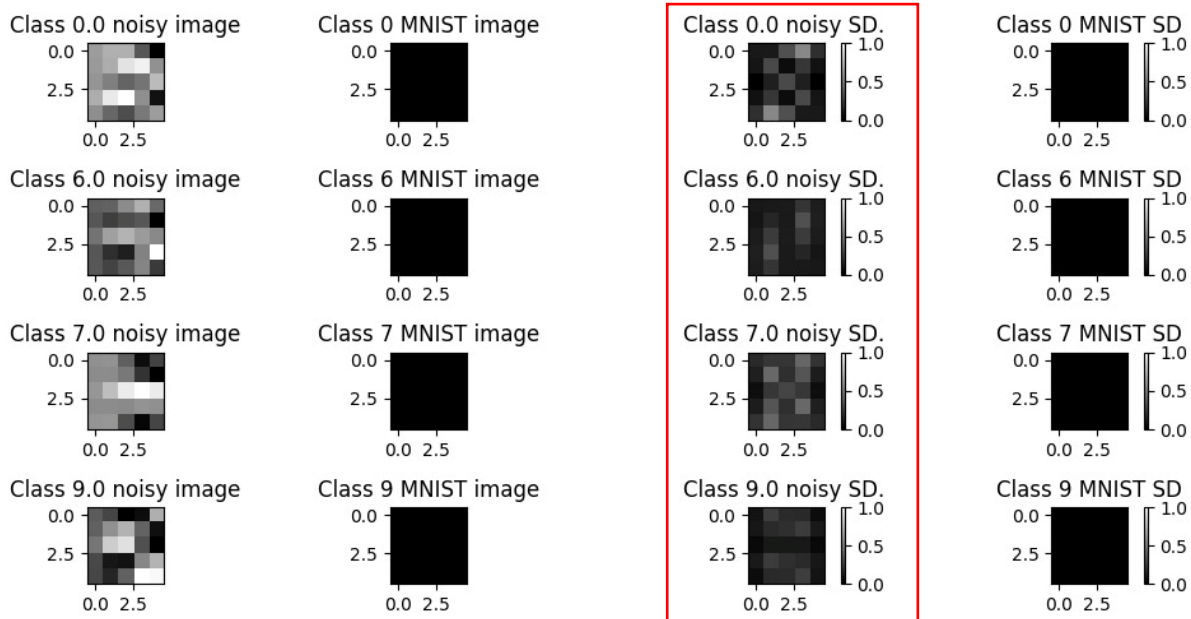 Class 0.0 noisy image Class 0 MNIST image Class 0.0 noisy SD. Class 0 MNIST SD
0.0 0.0 0.0 1.0 0.0 1.0
0.5 0.5
2.5 2.5 2.5 2.5
0.0 0.0
0.0 2.5 0.0 2.5 0.0 2.5 0.0 2.5
Class 6.0 noisy image Class 6 MNIST image Class 6.0 noisy SD. Class 6 MNIST SD
0.0 0.0 0.0 1.0 0.0 1.0
0.5 0.5
2.5 2.5 2.5 2.5
0.0 0.0
0.0 2.5 0.0 2.5 0.0 2.5 0.0 2.5
Class 7.0 noisy image Class 7 MNIST image Class 7.0 noisy SD. Class 7 MNIST SD
0.0 0.0 0.0 1.0 0.0 1.0
0.5 0.5
2.5 2.5 2.5 2.5
0.0 0.0
0.0 2.5 0.0 2.5 0.0 2.5 0.0 2.5
Class 9.0 noisy image Class 9 MNIST image Class 9.0 noisy SD. Class 9 MNIST SD
0.0 0.0 0.0 1.0 0.0 1.0
0.5 0.5
2.5 2.5 2.5 2.5
0.0 0.0
0.0 2.5 0.0 2.5 0.0 2.5 0.0 2.5